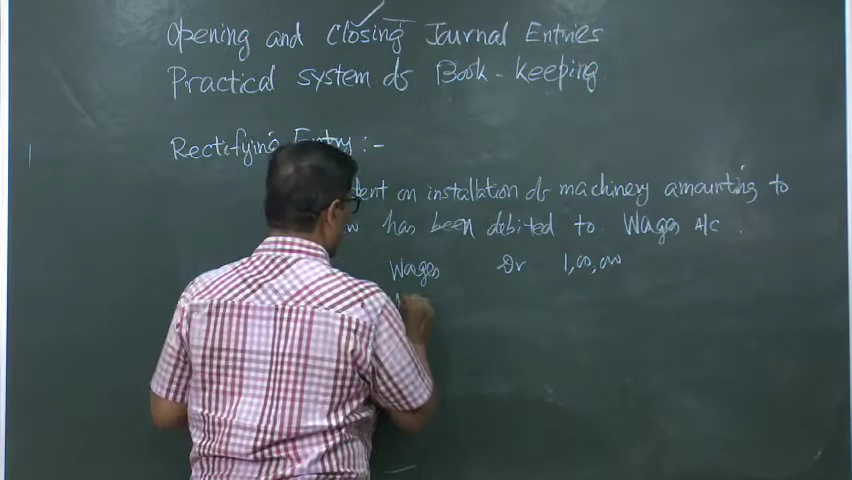 Opening and Closing Journal Entries
Practical system of Book-keeping
Rectifying Entry :-
on installation of machinery amounting to
has been debited to Wages A/c .
Wages Dr 1,00,000